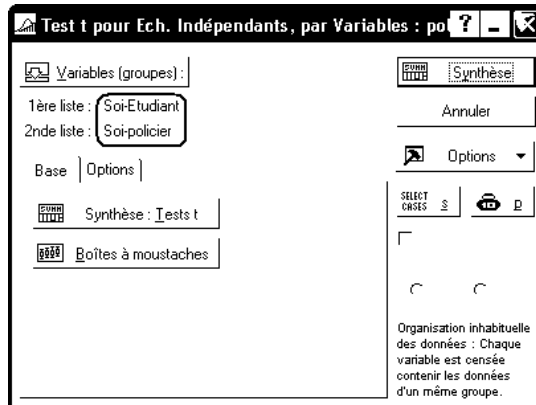 Test t pour Ech. Indépendants, par Variables : pol ?
Variables (groupes) :
1ère liste : Soi-Etudiant
2nde liste : Soi-policier
Base Options
Synthèse : Tests t
Boîtes à moustaches
Synthèse
Annuler
Options
SELECT CASES S D
Organisation inhabituelle
des données : Chaque
variable est censée
contenir les données
d'un même groupe.